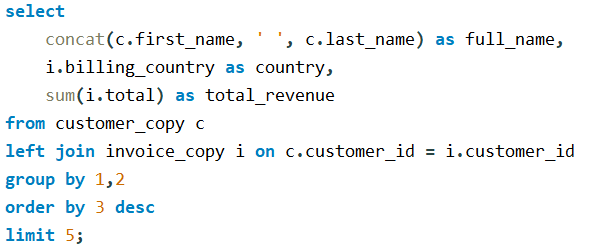 select
    concat(c.first_name, ' ', c.last_name) as full_name,
    i.billing_country as country,
    sum(i.total) as total_revenue
from customer_copy c
left join invoice_copy i on c.customer_id = i.customer_id
group by 1,2
order by 3 desc
limit 5;